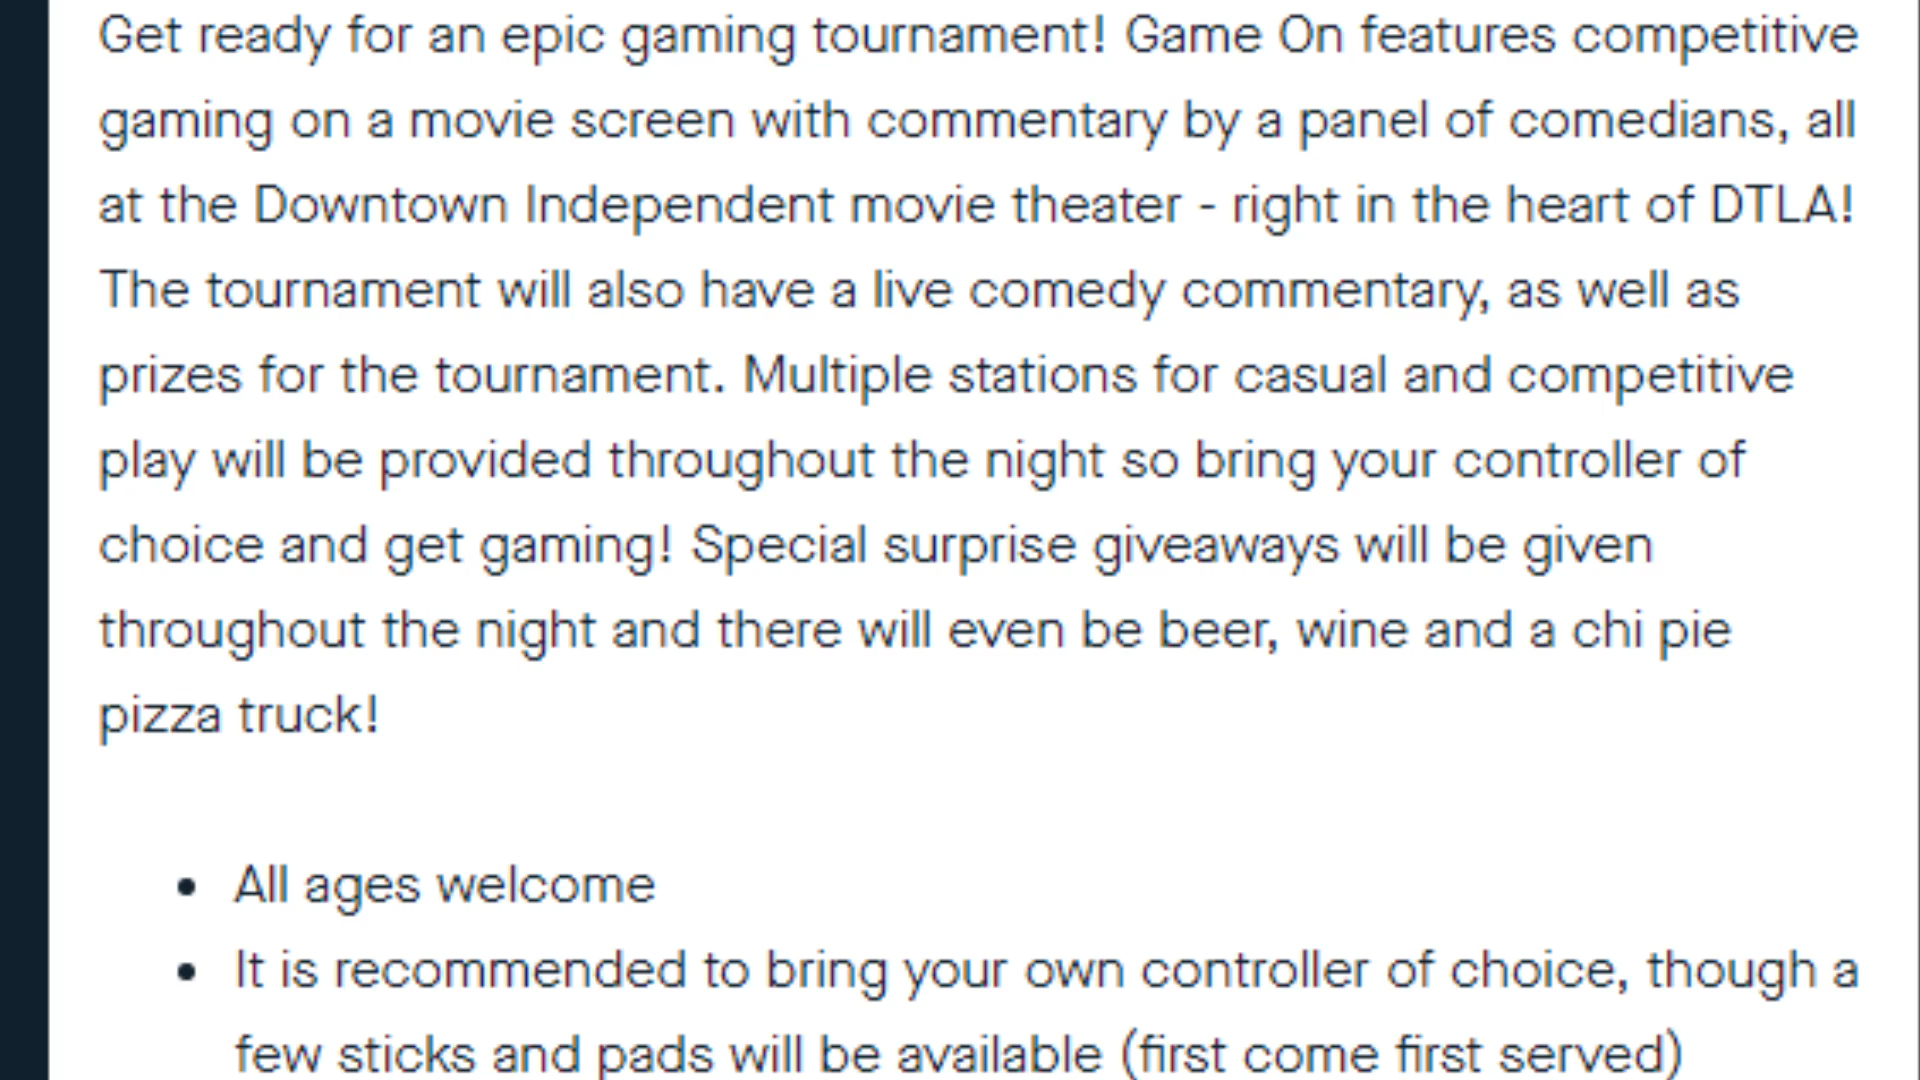 Get ready for an epic gaming tournament! Game On features competitive
gaming on a movie screen with commentary by a panel of comedians, all
at the Downtown Independent movie theater - right in the heart of DTLA!
The tournament will also have a live comedy commentary, as well as
prizes for the tournament. Multiple stations for casual and competitive
play will be provided throughout the night so bring your controller of
choice and get gaming! Special surprise giveaways will be given
throughout the night and there will even be beer, wine and a chi pie
pizza truck!
• All ages welcome
• It is recommended to bring your own controller of choice, though a
few sticks and pads will be available (first come first served)